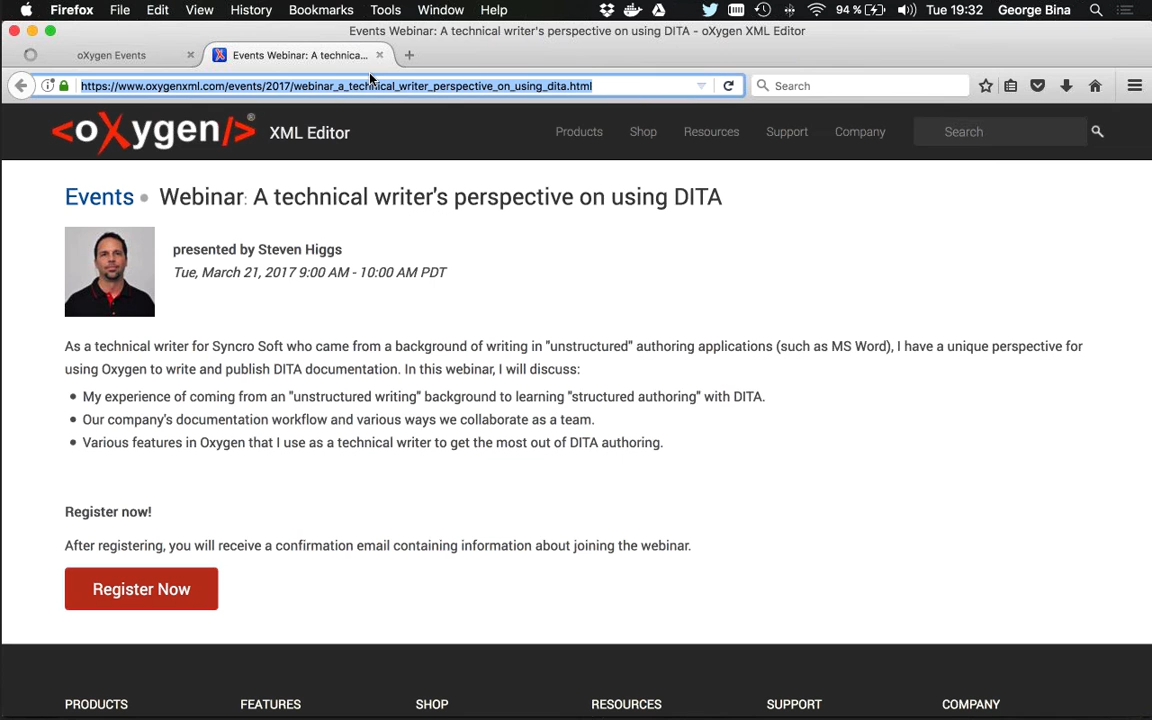 Firefox File Edit View History Bookmarks Tools Window Help 94 % Tue 19:32 George Bina
Events Webinar: A technical writer's perspective on using DITA - oXygen XML Editor
oXygen Events Events Webinar: A technica...
https://www.oxygenxml.com/events/2017/webinar_a_technical_writer_perspective_on_using_dita.html Search
<oXygen/>® XML Editor Products Shop Resources Support Company Search
Events • Webinar: A technical writer's perspective on using DITA
presented by Steven Higgs
Tue, March 21, 2017 9:00 AM - 10:00 AM PDT
As a technical writer for Syncro Soft who came from a background of writing in "unstructured" authoring applications (such as MS Word), I have a unique perspective for
using Oxygen to write and publish DITA documentation. In this webinar, I will discuss:
• My experience of coming from an "unstructured writing" background to learning "structured authoring" with DITA.
• Our company's documentation workflow and various ways we collaborate as a team.
• Various features in Oxygen that I use as a technical writer to get the most out of DITA authoring.
Register now!
After registering, you will receive a confirmation email containing information about joining the webinar.
Register Now
PRODUCTS FEATURES SHOP RESOURCES SUPPORT COMPANY